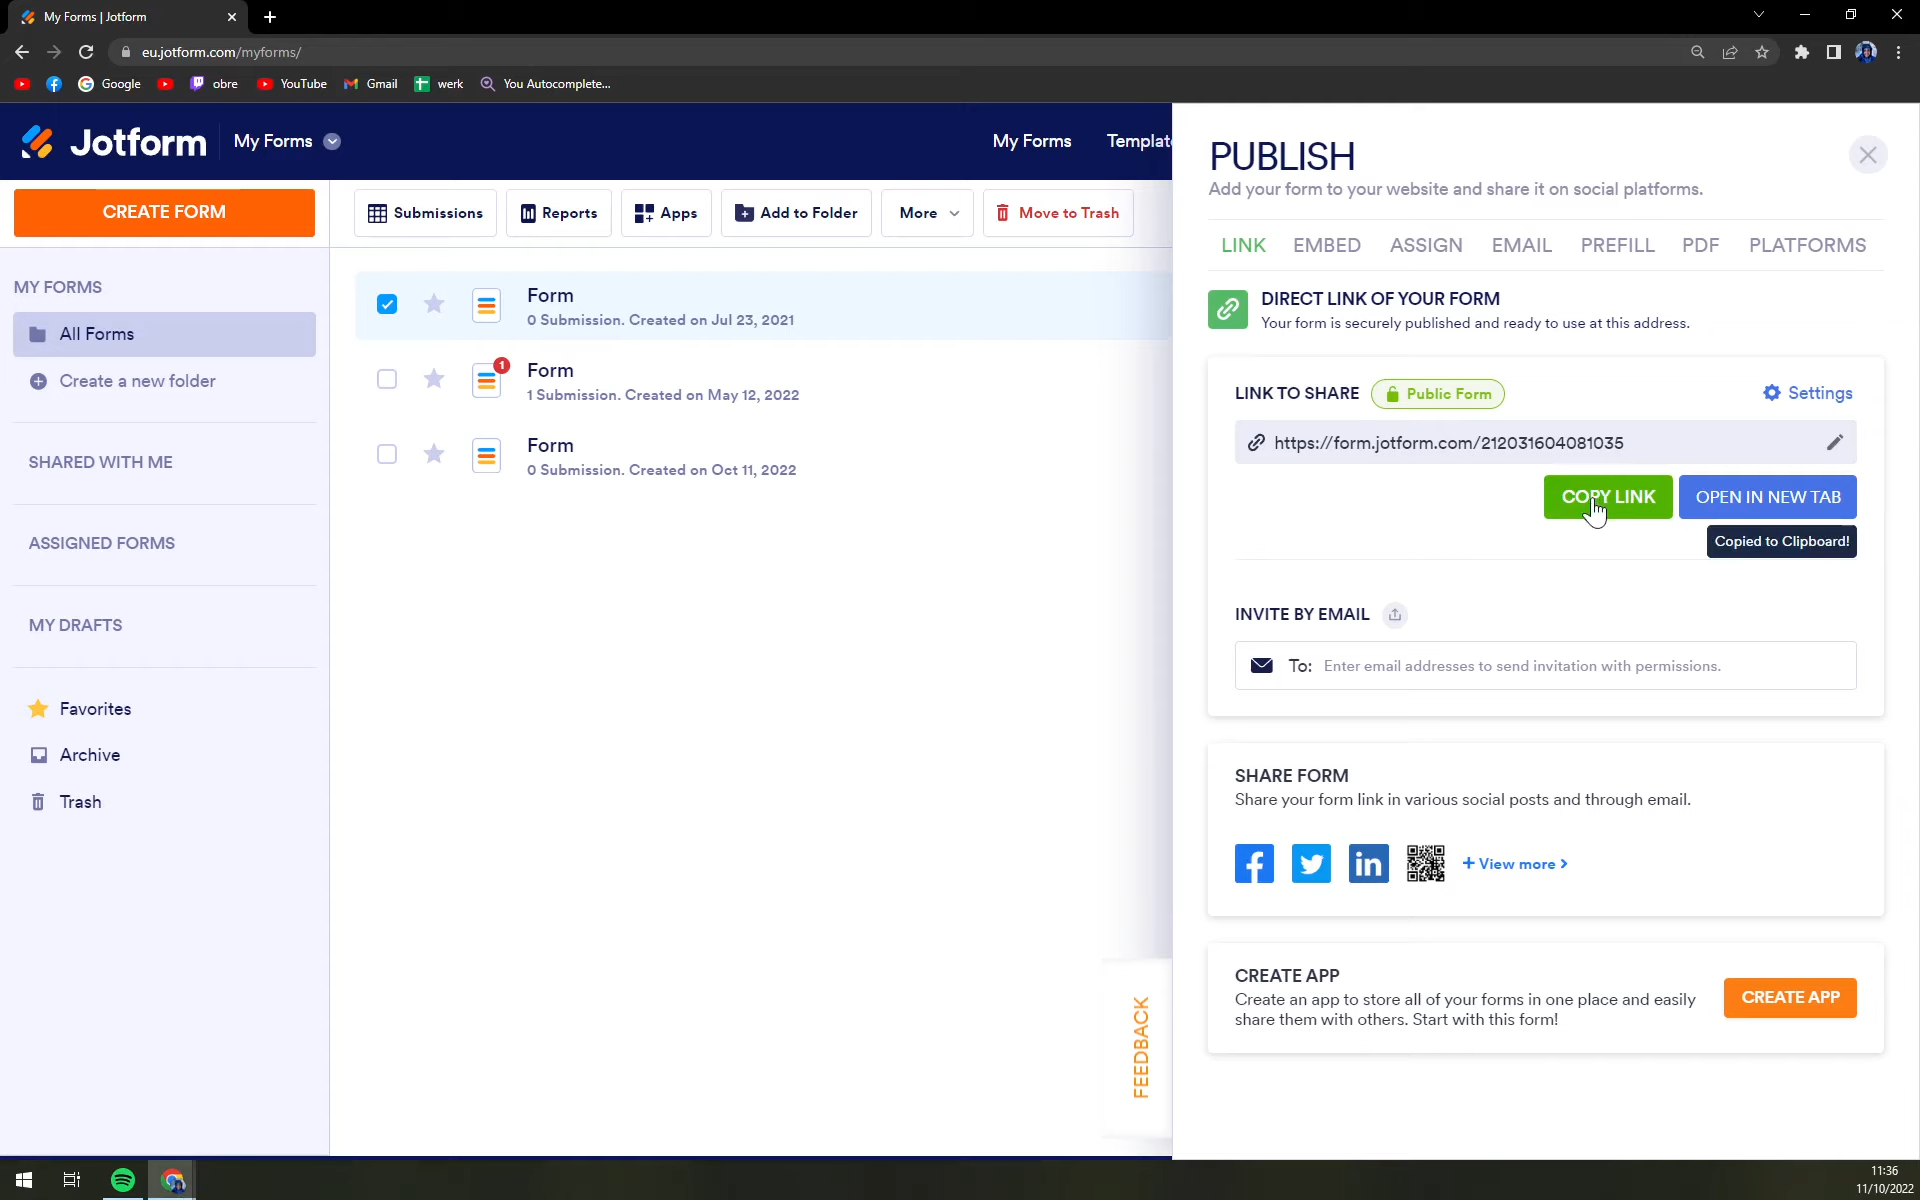 My Forms | Jotform
eu.jotform.com/myforms/
Google
obre
YouTube
Gmail
werk
You Autocomplete...
Jotform
My Forms
My Forms
Templat
CREATE FORM
Submissions
Reports
Apps
Add to Folder
More
Move to Trash
MY FORMS
All Forms
Create a new folder
SHARED WITH ME
ASSIGNED FORMS
MY DRAFTS
Favorites
Archive
Trash
Form
0 Submission. Created on Jul 23, 2021
1
Form
1 Submission. Created on May 12, 2022
Form
0 Submission. Created on Oct 11, 2022
FEEDBACK
PUBLISH
Add your form to your website and share it on social platforms.
LINK
EMBED
ASSIGN
EMAIL
PREFILL
PDF
PLATFORMS
DIRECT LINK OF YOUR FORM
Your form is securely published and ready to use at this address.
LINK TO SHARE
Public Form
Settings
https://form.jotform.com/212031604081035
COPY LINK
OPEN IN NEW TAB
Copied to Clipboard!
INVITE BY EMAIL
To:
Enter email addresses to send invitation with permissions.
SHARE FORM
Share your form link in various social posts and through email.
+ View more >
CREATE APP
Create an app to store all of your forms in one place and easily
share them with others. Start with this form!
CREATE APP
11:36
11/10/2022